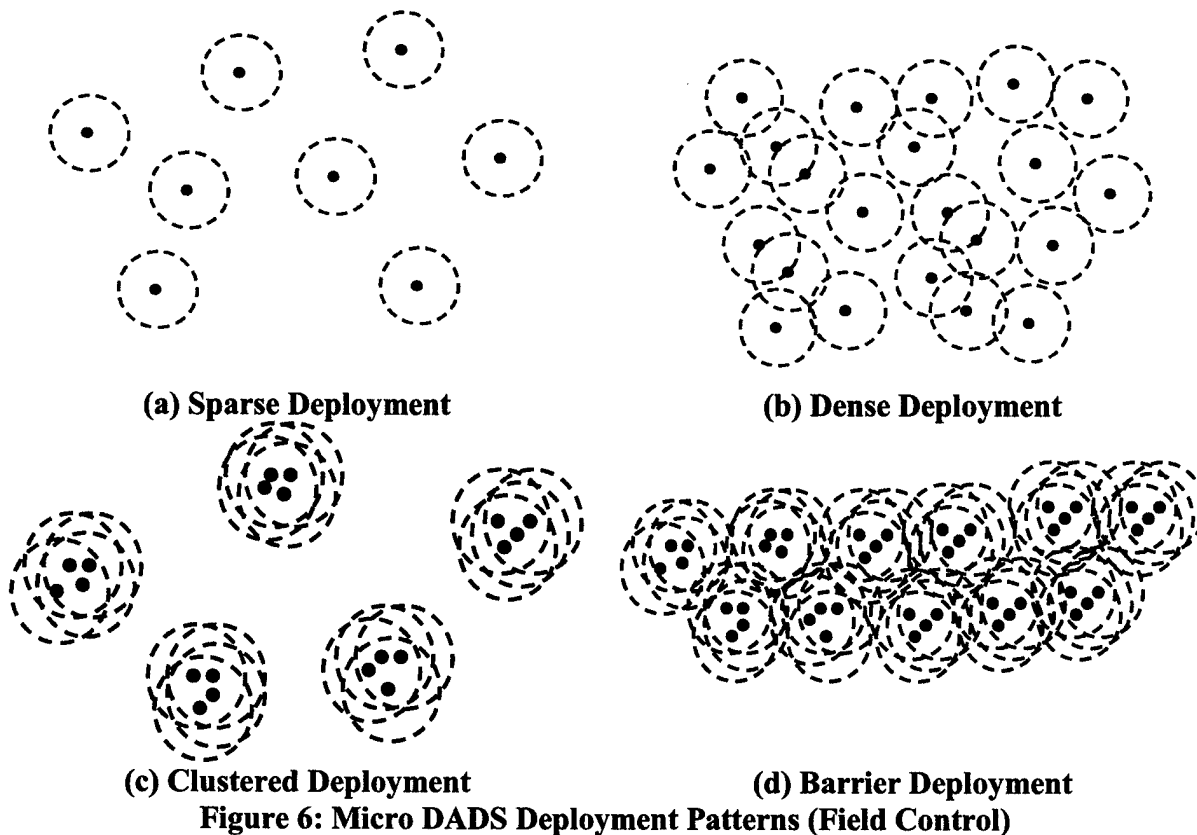 (a) Sparse Deployment
(b) Dense Deployment
(c) Clustered Deployment
(d) Barrier Deployment
Figure 6: Micro DADS Deployment Patterns (Field Control)